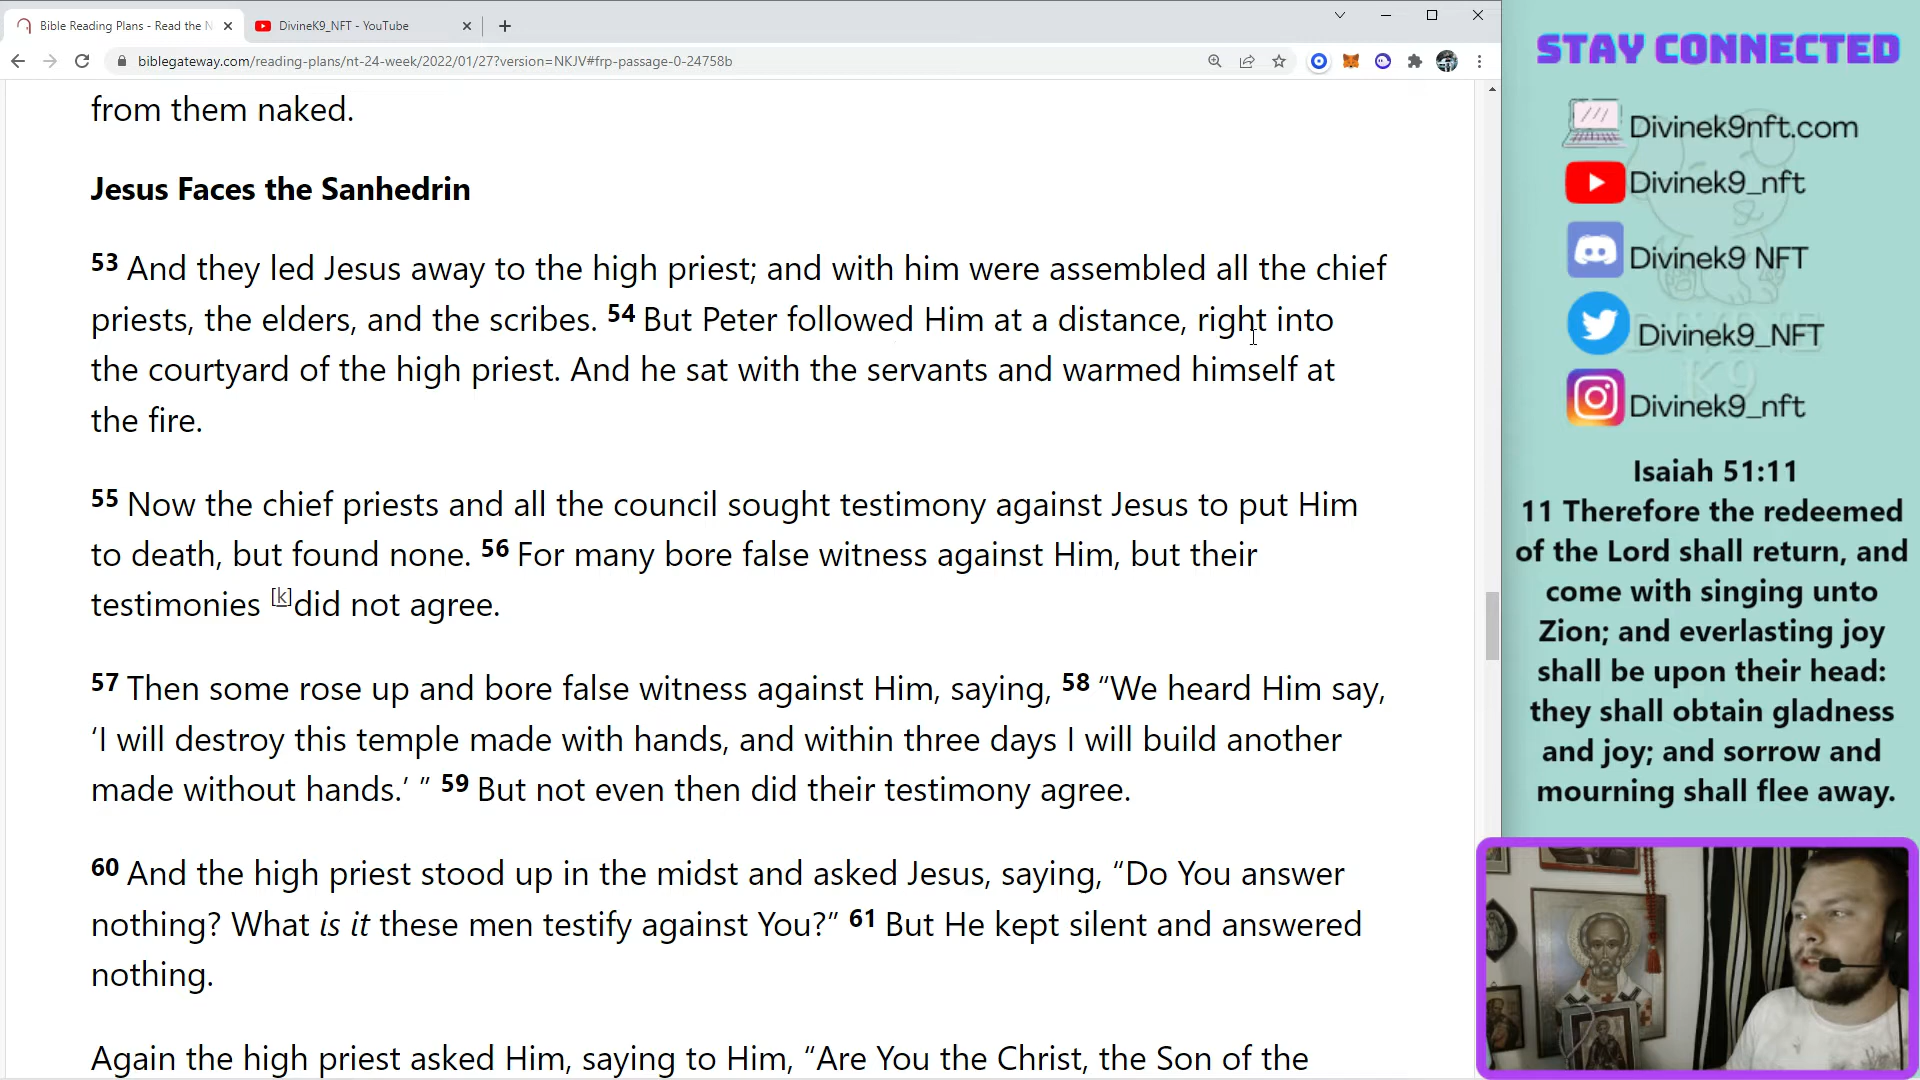 Bible Reading Plans - Read the N
DivineK9_NFT - YouTube
biblegateway.com/reading-plans/nt-24-week/2022/01/27?version=NKJV#frp-passage-0-24758b
from them naked.
Jesus Faces the Sanhedrin
53 And they led Jesus away to the high priest; and with him were assembled all the chief
priests, the elders, and the scribes. 54 But Peter followed Him at a distance, right into
the courtyard of the high priest. And he sat with the servants and warmed himself at
the fire.
55 Now the chief priests and all the council sought testimony against Jesus to put Him
to death, but found none. 56 For many bore false witness against Him, but their
testimonies [k]did not agree.
57 Then some rose up and bore false witness against Him, saying, 58 “We heard Him say,
‘I will destroy this temple made with hands, and within three days I will build another
made without hands.’ ” 59 But not even then did their testimony agree.
60 And the high priest stood up in the midst and asked Jesus, saying, “Do You answer
nothing? What is it these men testify against You?” 61 But He kept silent and answered
nothing.
Again the high priest asked Him, saying to Him, “Are You the Christ, the Son of the
STAY CONNECTED
Divinek9nft.com
Divinek9_nft
Divinek9 NFT
Divinek9_NFT
DIVINE
K9
Divinek9_nft
Isaiah 51:11
11 Therefore the redeemed
of the Lord shall return, and
come with singing unto
Zion; and everlasting joy
shall be upon their head:
they shall obtain gladness
and joy; and sorrow and
mourning shall flee away.